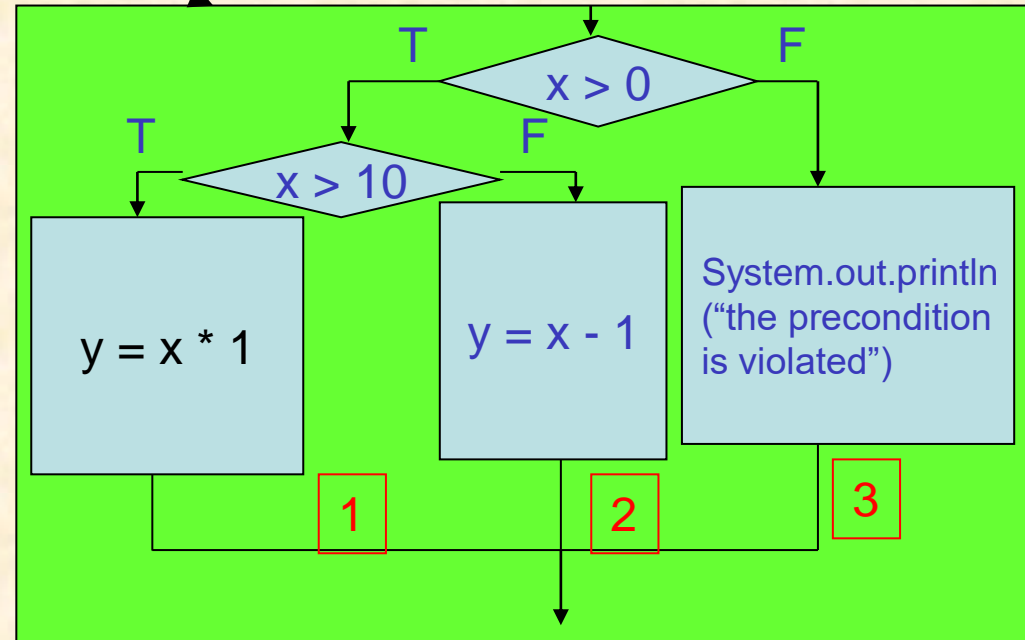 T
F
x > 0
T
F
x > 10
y = x * 1
y = x - 1
System.out.println
(“the precondition
is violated”)
1
2
3